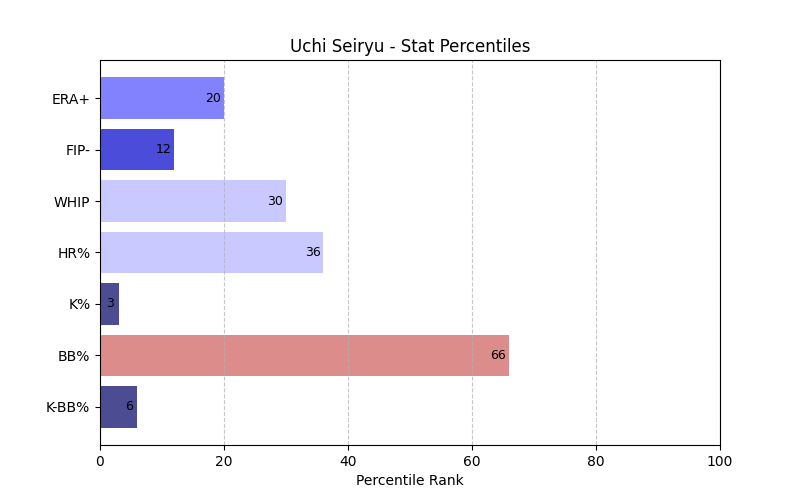 Uchi Seiryu - Stat Percentiles
ERA+ 20
FIP- 12
WHIP 30
HR% 36
K% 3
BB% 66
K-BB% 6
0 20 40 60 80 100
Percentile Rank